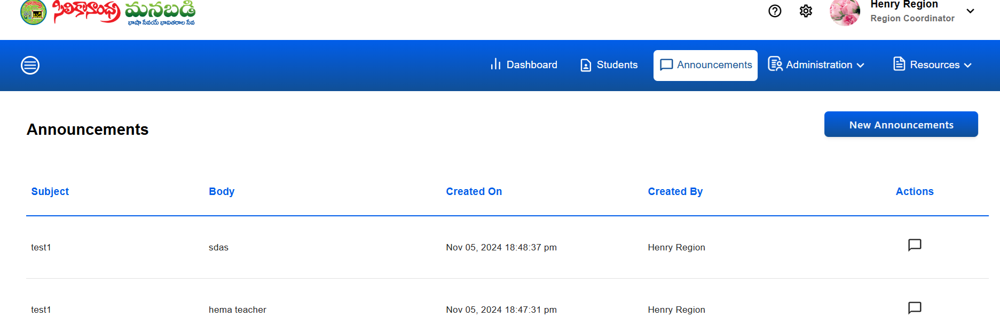 సిలికానాంధ్ర మనబడి
భాషా సేవయే భావితరాల సేవ
Henry Region
Region Coordinator
Dashboard
Students
Announcements
Administration
Resources
Announcements
New Announcements
Subject Body Created On Created By Actions
test1 sdas Nov 05, 2024 18:48:37 pm Henry Region
test1 hema teacher Nov 05, 2024 18:47:31 pm Henry Region